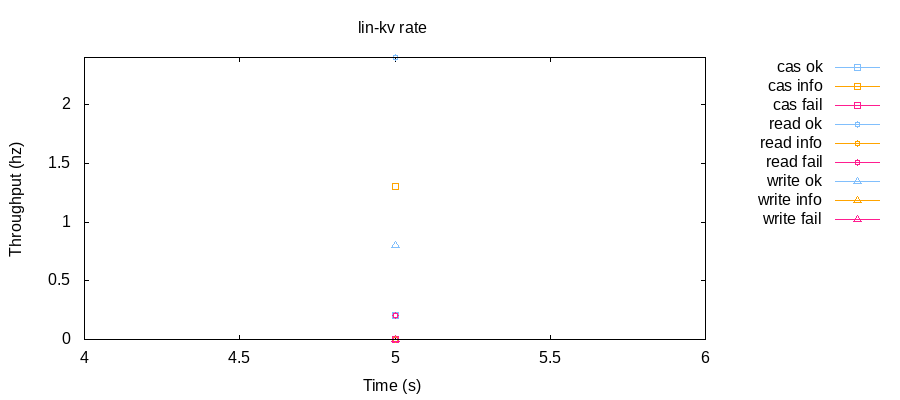 lin-kv rate
Throughput (hz)
2
1.5
1
0.5
0
4
4.5
5
5.5
6
Time (s)
cas ok
cas info
cas fail
read ok
read info
read fail
write ok
write info
write fail